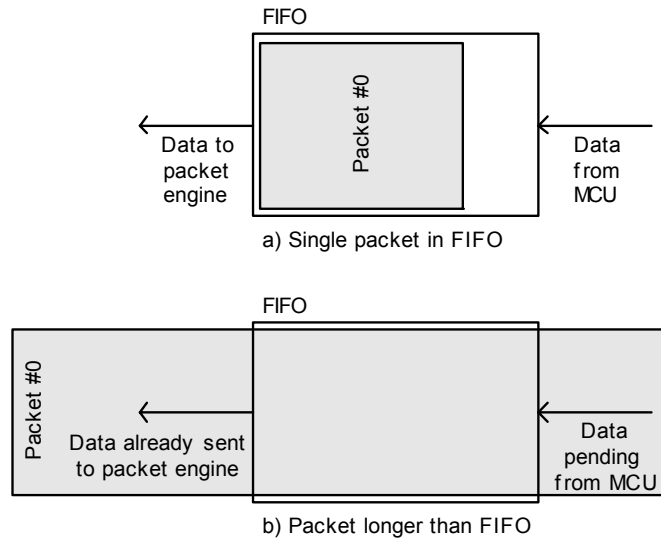 FIFO
Packet #0
Data to
packet
engine
Data
from
MCU
a) Single packet in FIFO
FIFO
Packet #0
Data already sent
to packet engine
Data
pending
from MCU
b) Packet longer than FIFO